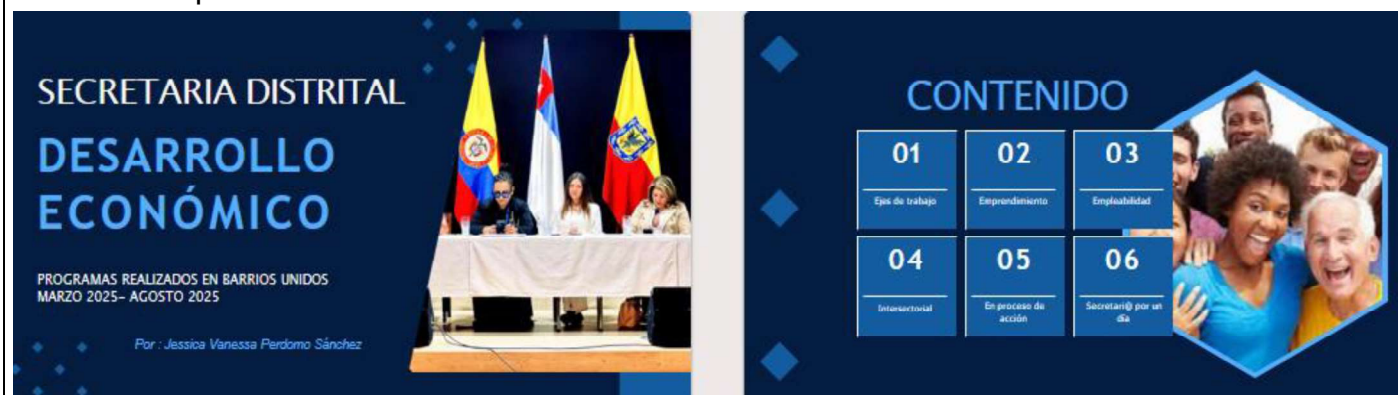 SECRETARIA DISTRITAL
DESARROLLO
ECONÓMICO
PROGRAMAS REALIZADOS EN BARRIOS UNIDOS
MARZO 2025- AGOSTO 2025
Por : Jessica Vanessa Perdomo Sánchez
CONTENIDO
01
Ejes de trabajo
02
Emprendimiento
03
Empleabilidad
04
Intersectorial
05
En proceso de
acción
06
Secretari@ por un
día